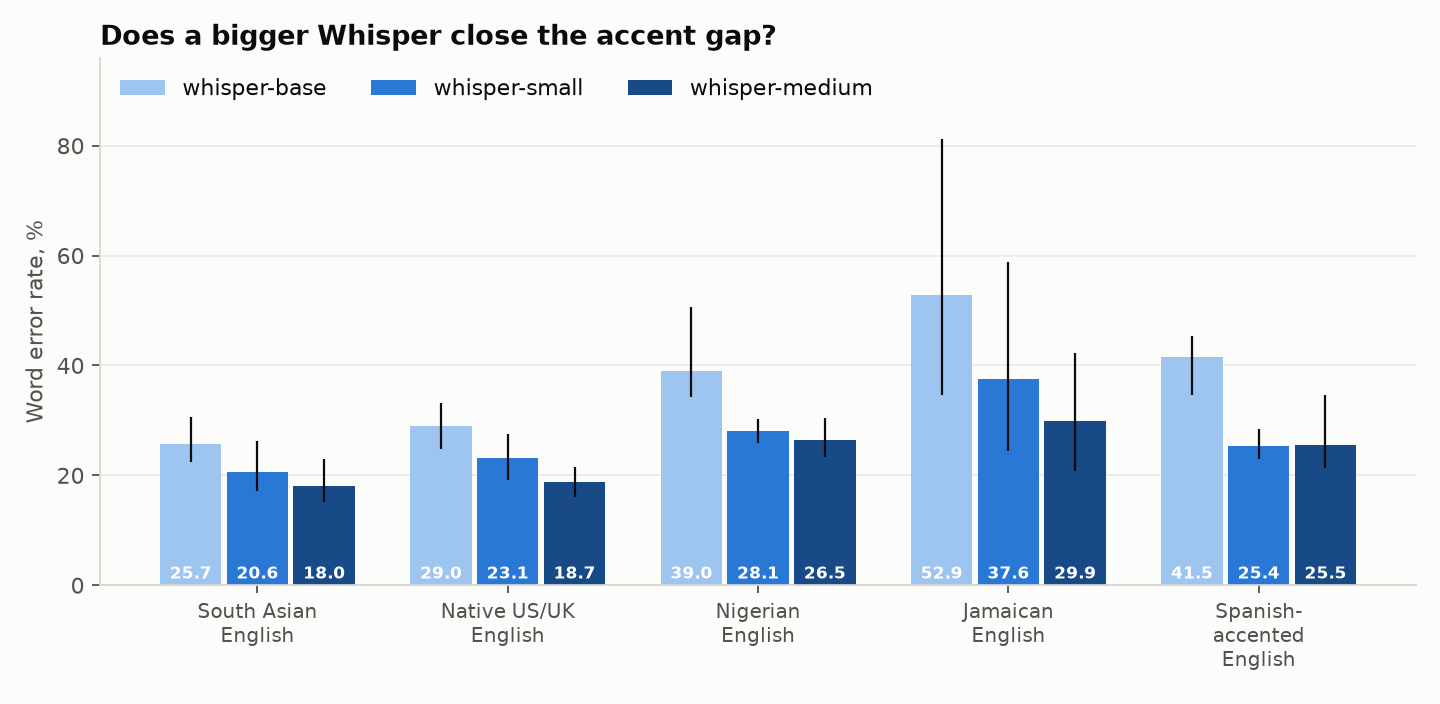 Does a bigger Whisper close the accent gap?
whisper-base whisper-small whisper-medium
Word error rate, %
80
60
40
20
0
25.7 20.6 18.0 29.0 23.1 18.7 39.0 28.1 26.5 52.9 37.6 29.9 41.5 25.4 25.5
South Asian
English
Native US/UK
English
Nigerian
English
Jamaican
English
Spanish-
accented
English